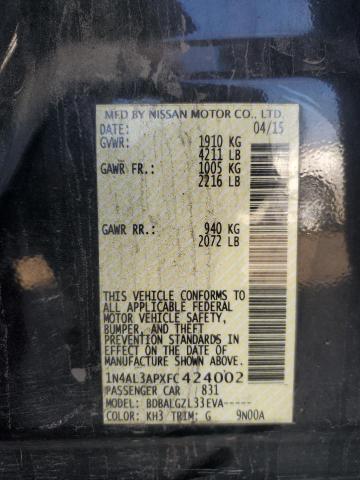 MFD BY NISSAN MOTOR CO., LTD.
DATE: 04/15
GVWR: 1910 KG
4211 LB
GAWR FR.: 1005 KG
2216 LB
GAWR RR.: 940 KG
2072 LB
THIS VEHICLE CONFORMS TO
ALL APPLICABLE FEDERAL
MOTOR VEHICLE SAFETY,
BUMPER, AND THEFT
PREVENTION STANDARDS IN
EFFECT ON THE DATE OF
MANUFACTURE SHOWN ABOVE.
1N4AL3APXFC424002
PASSENGER CAR 831
MODEL: BDBALGZL33EVA-----
COLOR: KH3 TRIM: G 9N00A